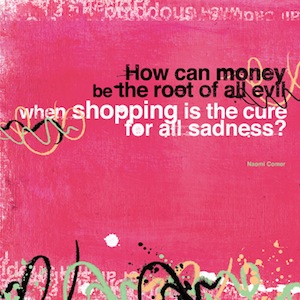 How can money
be the root of all evil
when shopping is the cure
for all sadness?
Naomi Comer